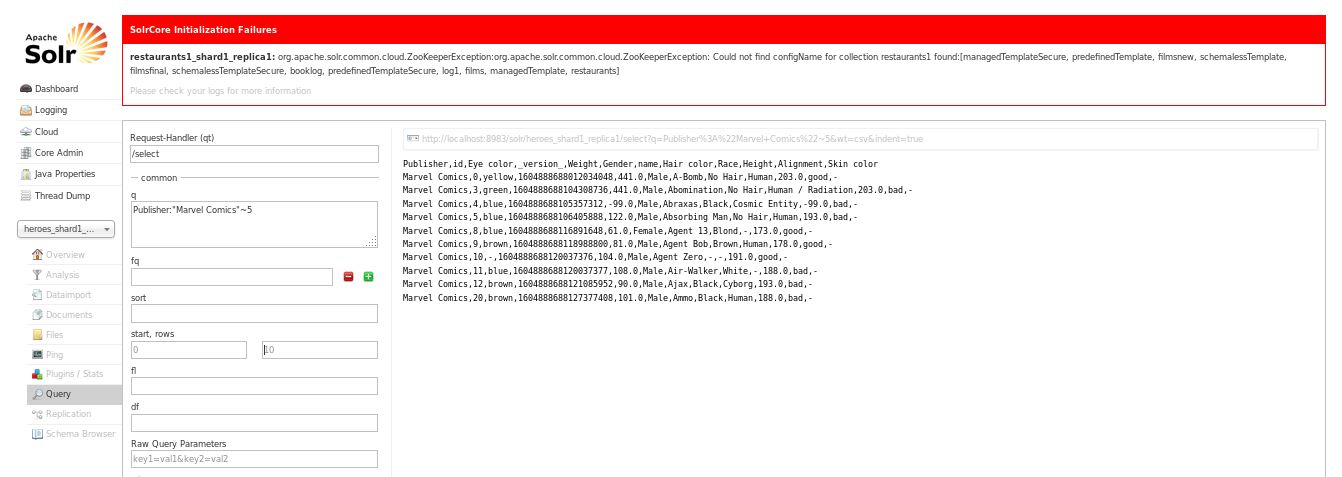 Apache
Solr
Dashboard
Logging
Cloud
Core Admin
Java Properties
Thread Dump
heroes_shard1_...
Overview
Analysis
Dataimport
Documents
Files
Ping
Plugins / Stats
Query
Replication
Schema Browser
SolrCore Initialization Failures
restaurants1_shard1_replica1: org.apache.solr.common.cloud.ZooKeeperException:org.apache.solr.common.cloud.ZooKeeperException: Could not find configName for collection restaurants1 found:[managedTemplateSecure, predefinedTemplate, filmsnew, schemalessTemplate,
filmsfinal, schemalessTemplateSecure, booklog, predefinedTemplateSecure, log1, films, managedTemplate, restaurants]
Please check your logs for more information
Request-Handler (qt)
/select
common
q
Publisher:"Marvel Comics"~5
fq
sort
start, rows
0 10
fl
df
Raw Query Parameters
key1=val1&key2=val2
http://localhost:8983/solr/heroes_shard1_replica1/select?q=Publisher%3A%22Marvel+Comics%22~5&wt=csv&indent=true
Publisher,id,Eye color,_version_,Weight,Gender,name,Hair color,Race,Height,Alignment,Skin color
Marvel Comics,0,yellow,1604888688012034048,441.0,Male,A-Bomb,No Hair,Human,203.0,good,-
Marvel Comics,3,green,1604888688104308736,441.0,Male,Abomination,No Hair,Human / Radiation,203.0,bad,-
Marvel Comics,4,blue,1604888688105357312,-99.0,Male,Abraxas,Black,Cosmic Entity,-99.0,bad,-
Marvel Comics,5,blue,1604888688106405888,122.0,Male,Absorbing Man,No Hair,Human,193.0,bad,-
Marvel Comics,8,blue,1604888688116891648,61.0,Female,Agent 13,Blond,-,173.0,good,-
Marvel Comics,9,brown,1604888688118988800,81.0,Male,Agent Bob,Brown,Human,178.0,good,-
Marvel Comics,10,-,1604888688120037376,104.0,Male,Agent Zero,-,-,191.0,good,-
Marvel Comics,11,blue,1604888688120037377,108.0,Male,Air-Walker,White,-,188.0,bad,-
Marvel Comics,12,brown,1604888688121085952,90.0,Male,Ajax,Black,Cyborg,193.0,bad,-
Marvel Comics,20,brown,1604888688127377408,101.0,Male,Ammo,Black,Human,188.0,bad,-